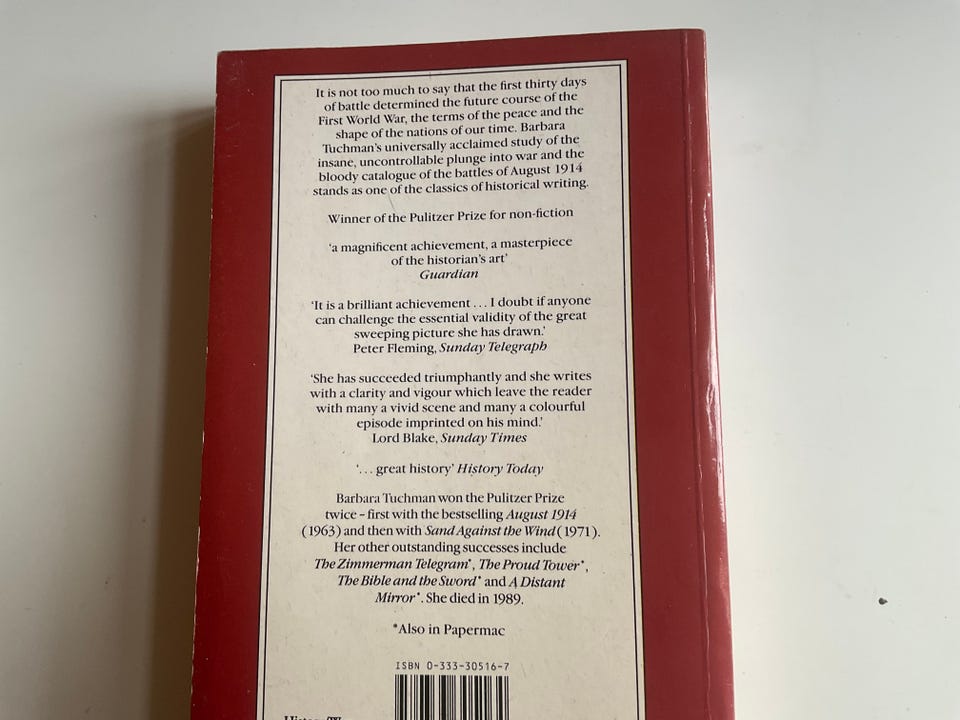 It is not too much to say that the first thirty days
of battle determined the future course of the
First World War, the terms of the peace and the
shape of the nations of our time. Barbara
Tuchman's universally acclaimed study of the
insane, uncontrollable plunge into war and the
bloody catalogue of the battles of August 1914
stands as one of the classics of historical writing.
Winner of the Pulitzer Prize for non-fiction
'a magnificent achievement, a masterpiece
of the historian's art'
Guardian
'It is a brilliant achievement . . . I doubt if anyone
can challenge the essential validity of the great
sweeping picture she has drawn.'
Peter Fleming, Sunday Telegraph
'She has succeeded triumphantly and she writes
with a clarity and vigour which leave the reader
with many a vivid scene and many a colourful
episode imprinted on his mind.'
Lord Blake, Sunday Times
'. . . great history' History Today
Barbara Tuchman won the Pulitzer Prize
twice – first with the bestselling August 1914
(1963) and then with Sand Against the Wind (1971).
Her other outstanding successes include
The Zimmerman Telegram*, The Proud Tower*,
The Bible and the Sword* and A Distant
Mirror*. She died in 1989.
*Also in Papermac
ISBN 0-333-30516-7